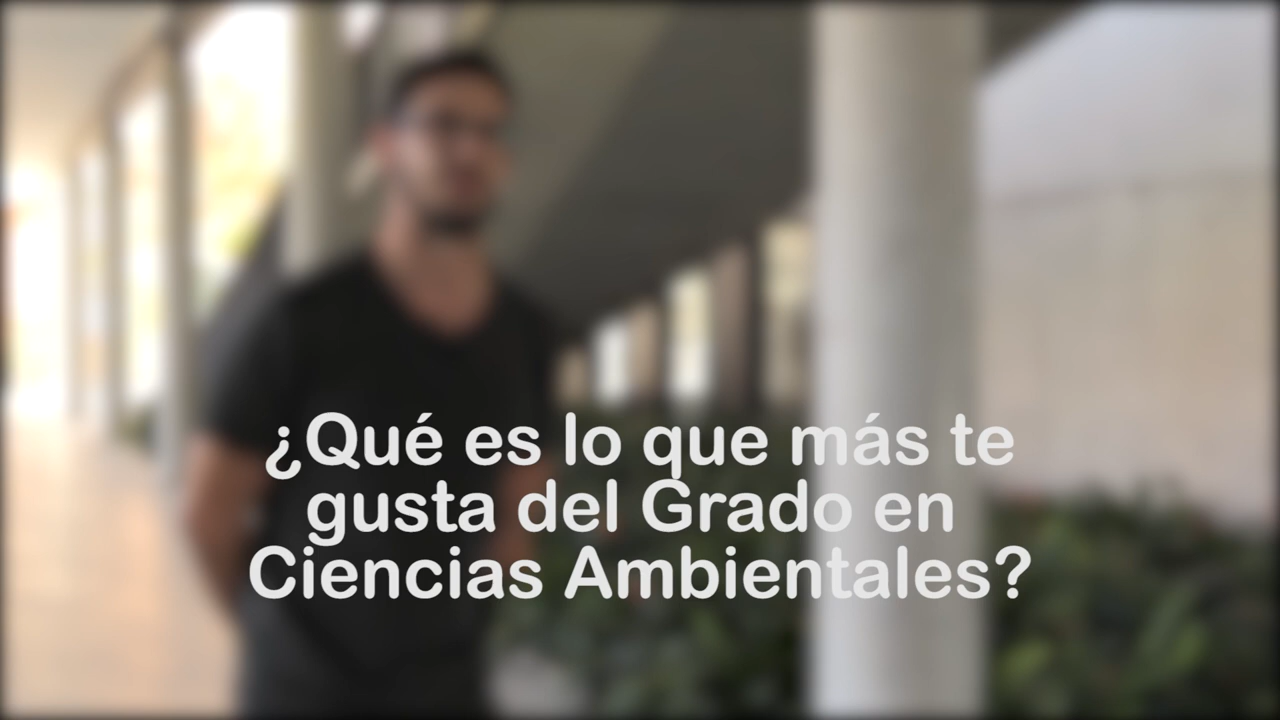 ¿Qué es lo que más te
gusta del Grado en
Ciencias Ambientales?